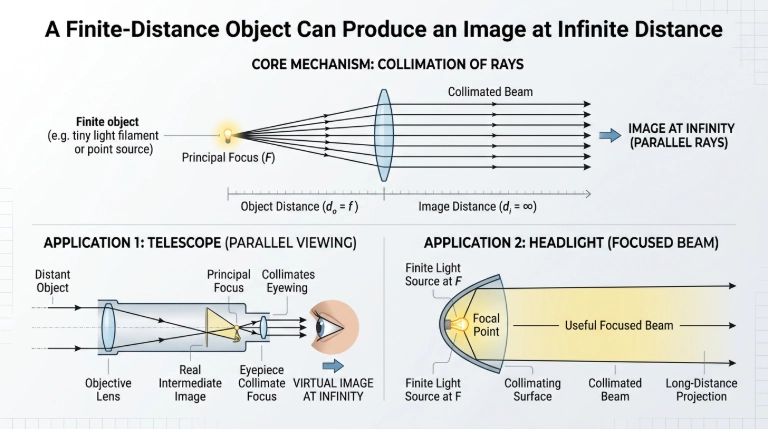 A Finite-Distance Object Can Produce an Image at Infinite Distance
CORE MECHANISM: COLLIMATION OF RAYS
Collimated Beam
Finite object
(e.g. tiny light filament
or point source)
Principal Focus (F)
IMAGE AT INFINITY
(PARALLEL RAYS)
Object Distance (dₒ = f)
Image Distance (dᵢ = ∞)
APPLICATION 1: TELESCOPE (PARALLEL VIEWING)
Distant
Object
Principal
Focus
Collimates
Eyewing
Objective
Lens
Real
Intermediate
Image
Eyepiece
Collimate
Focus
VIRTUAL IMAGE
AT INFINITY
APPLICATION 2: HEADLIGHT (FOCUSED BEAM)
Finite Light
Source at F
Focal
Point
Useful Focused Beam
Finite Light
Source at F
Collimating
Surface
Collimated
Beam
Long-Distance
Projection